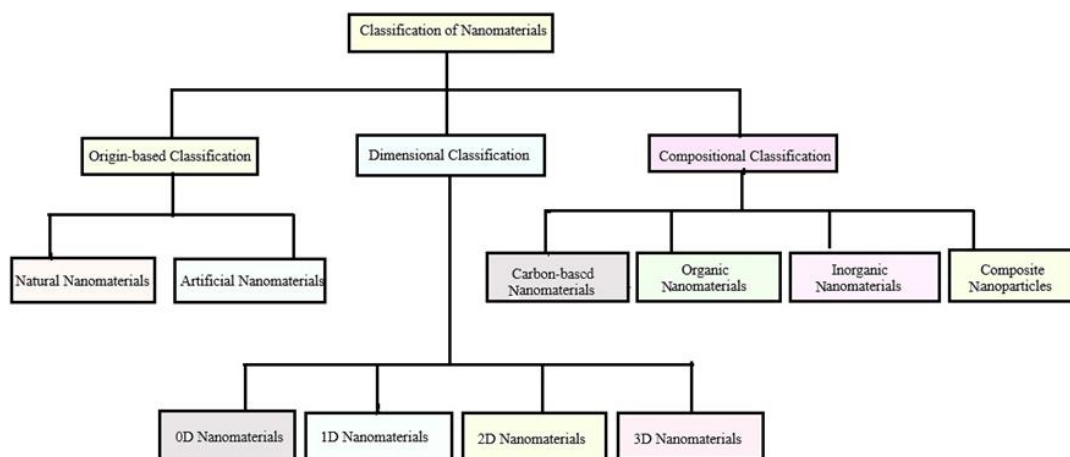 Classification of Nanomaterials
Origin-based Classification
Dimensional Classification
Compositional Classification
Natural Nanomaterials
Artificial Nanomaterials
Carbon-based
Nanomaterials
Organic
Nanomaterials
Inorganic
Nanomaterials
Composite
Nanoparticles
0D Nanomaterials
1D Nanomaterials
2D Nanomaterials
3D Nanomaterials